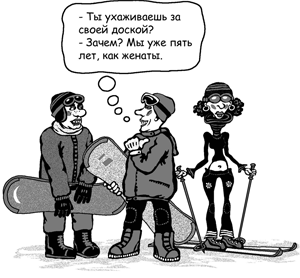 - Ты ухаживаешь за
своей доской?
- Зачем? Мы уже пять
лет, как женаты.